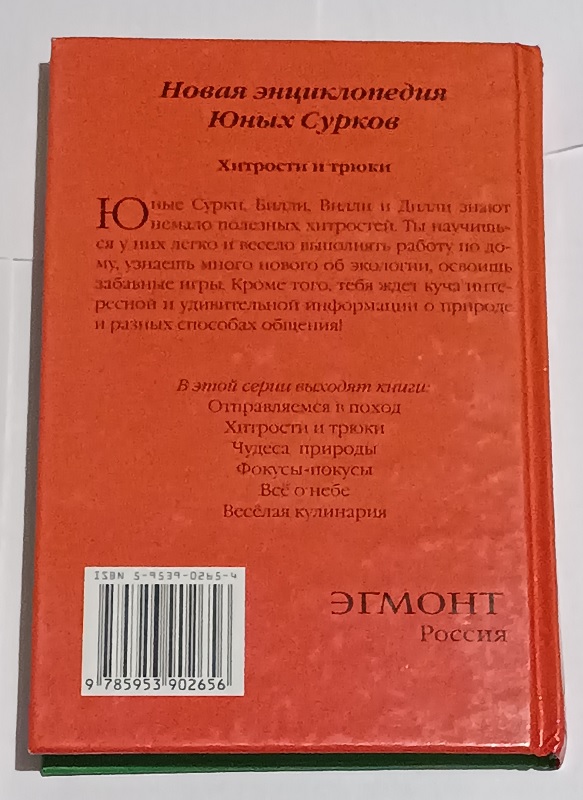 Новая энциклопедия
Юных Сурков
Хитрости и трюки
Юные Сурки, Билли, Вилли и Дилли знают
немало полезных хитростей. Ты научишь-
ся у них легко и весело выполнять работу по до-
му, узнаешь много нового об экологии, освоишь
забавные игры. Кроме того, тебя ждет куча инте-
ресной и удивительной информации о природе
и разных способах общения!
В этой серии выходят книги:
Отправляемся в поход
Хитрости и трюки
Чудеса природы
Фокусы-покусы
Всё о небе
Весёлая кулинария
ISBN 5-9539-0265-4
9 785953 902656
ЭГМОНТ
Россия